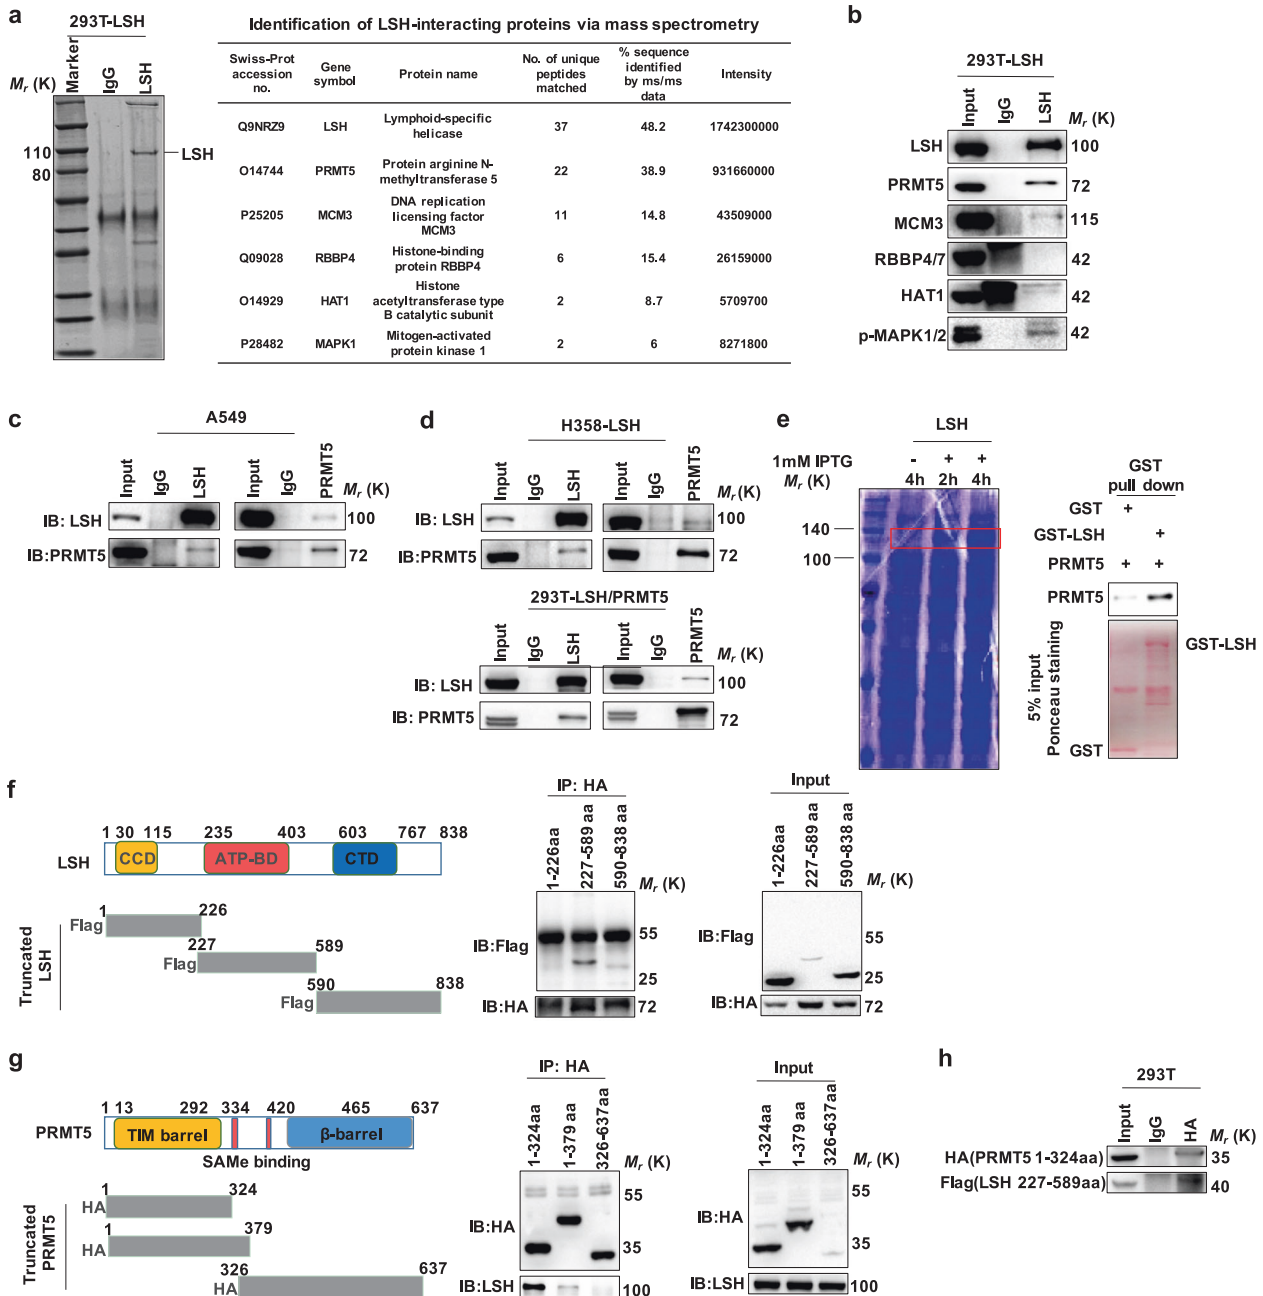 a
293T-LSH
Marker
IgG
LSH
Mr (K)
110
80
LSH
Identification of LSH-interacting proteins via mass spectrometry
Swiss-Prot accession no. Gene symbol Protein name No. of unique peptides matched % sequence identified by ms/ms data Intensity
Q9NRZ9 LSH Lymphoid-specific helicase 37 48.2 1742300000
O14744 PRMT5 Protein arginine N-methyltransferase 5 22 38.9 931660000
P25205 MCM3 DNA replication licensing factor MCM3 11 14.8 43509000
Q09028 RBBP4 Histone-binding protein RBBP4 6 15.4 26159000
O14929 HAT1 Histone acetyltransferase type B catalytic subunit 2 8.7 5709700
P28482 MAPK1 Mitogen-activated protein kinase 1 2 6 8271800
b
293T-LSH
Input IgG LSH Mr (K)
LSH 100
PRMT5 72
MCM3 115
RBBP4/7 42
HAT1 42
p-MAPK1/2 42
c
A549
Input IgG LSH Input IgG PRMT5 Mr (K)
IB: LSH 100
IB:PRMT5 72
d
H358-LSH
Input IgG LSH Input IgG PRMT5 Mr (K)
IB: LSH 100
IB:PRMT5 72
293T-LSH/PRMT5
Input IgG LSH Input IgG PRMT5 Mr (K)
IB: LSH 100
IB: PRMT5 72
e
LSH
1mM IPTG - + +
Mr (K) 4h 2h 4h
140
100
GST
pull down
GST +
GST-LSH +
PRMT5 + +
PRMT5
GST-LSH
5% input
Ponceau staining
GST
f
1 30 115 235 403 603 767 838
LSH CCD ATP-BD CTD
Truncated
LSH
1 226
Flag
227 589
Flag
590 838
Flag
IP: HA
1-226aa 227-589 aa 590-838 aa Mr (K)
IB:Flag 55
25
IB:HA 72
Input
1-226aa 227-589 aa 590-838 aa Mr (K)
IB:Flag 55
25
IB:HA 72
g
1 13 292 334 420 465 637
PRMT5 TIM barrel β-barrel
SAMe binding
Truncated
PRMT5
1 324
HA
1 379
HA
326 637
HA
IP: HA
1-324aa 1-379 aa 326-637aa Mr (K)
55
IB:HA
35
IB:LSH 100
Input
1-324aa 1-379 aa 326-637aa Mr (K)
55
IB:HA
35
IB:LSH 100
h
293T
Input IgG HA Mr (K)
HA(PRMT5 1-324aa) 35
Flag(LSH 227-589aa) 40